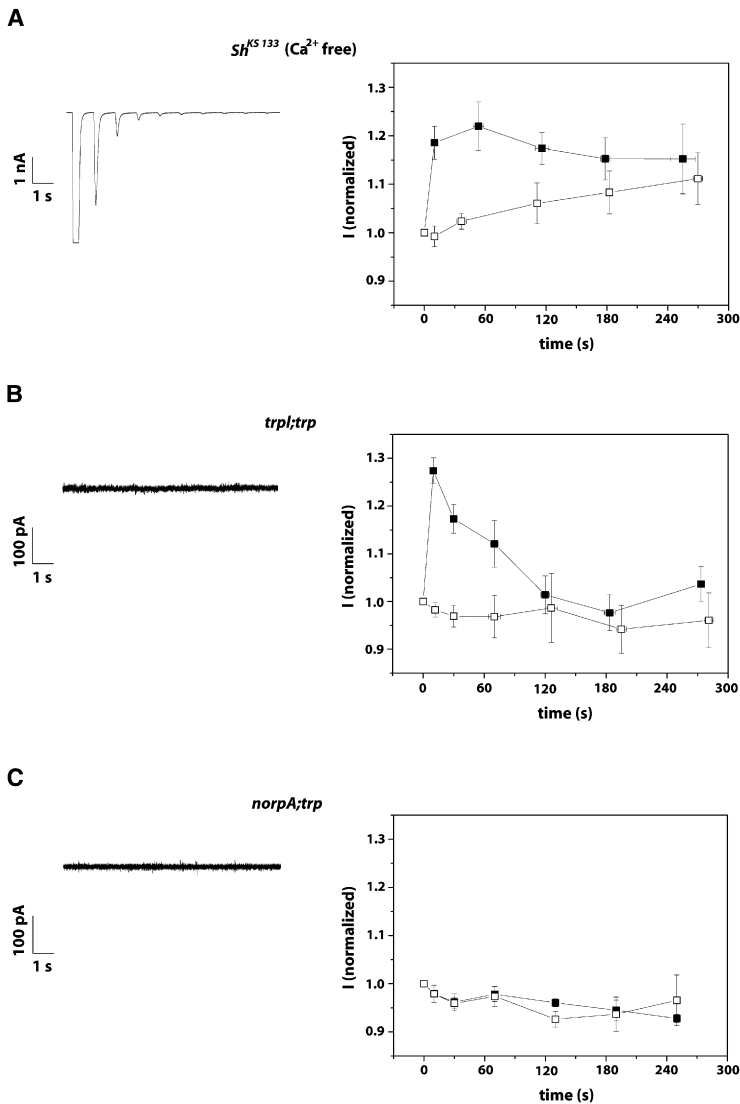 A
Sh^KS 133 (Ca²⁺ free)
1 nA
1 s
I (normalized)
1.3
1.2
1.1
1.0
0.9
0 60 120 180 240 300
time (s)
B
trpl;trp
100 pA
1 s
I (normalized)
1.3
1.2
1.1
1.0
0.9
0 60 120 180 240 300
time (s)
C
norpA;trp
100 pA
1 s
I (normalized)
1.3
1.2
1.1
1.0
0.9
0 60 120 180 240 300
time (s)